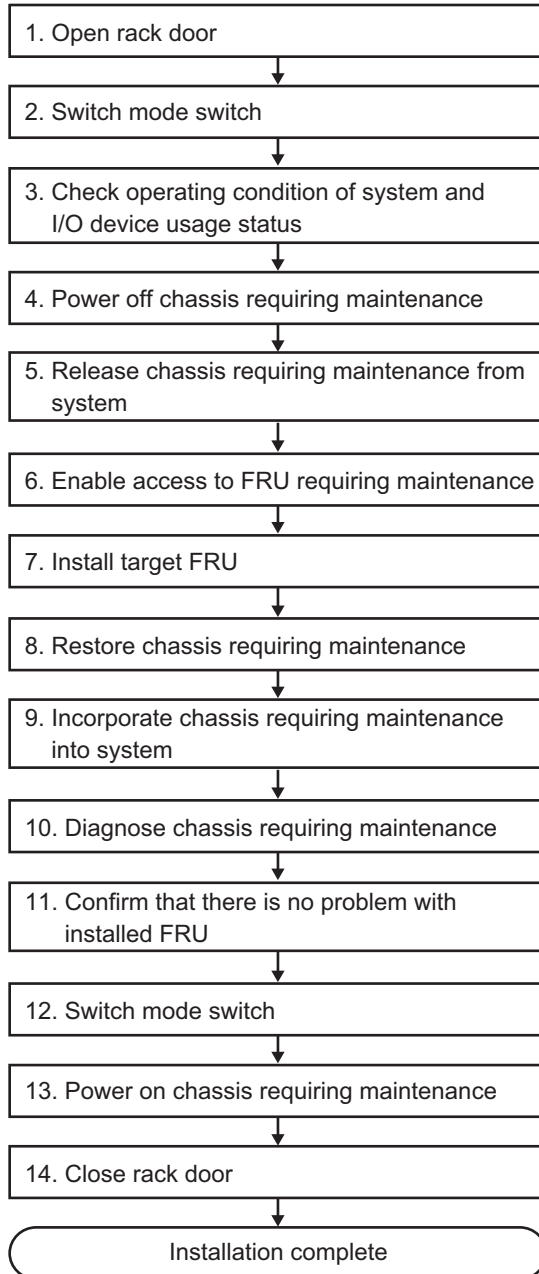 1. Open rack door
2. Switch mode switch
3. Check operating condition of system and
I/O device usage status
4. Power off chassis requiring maintenance
5. Release chassis requiring maintenance from
system
6. Enable access to FRU requiring maintenance
7. Install target FRU
8. Restore chassis requiring maintenance
9. Incorporate chassis requiring maintenance
into system
10. Diagnose chassis requiring maintenance
11. Confirm that there is no problem with
installed FRU
12. Switch mode switch
13. Power on chassis requiring maintenance
14. Close rack door
Installation complete